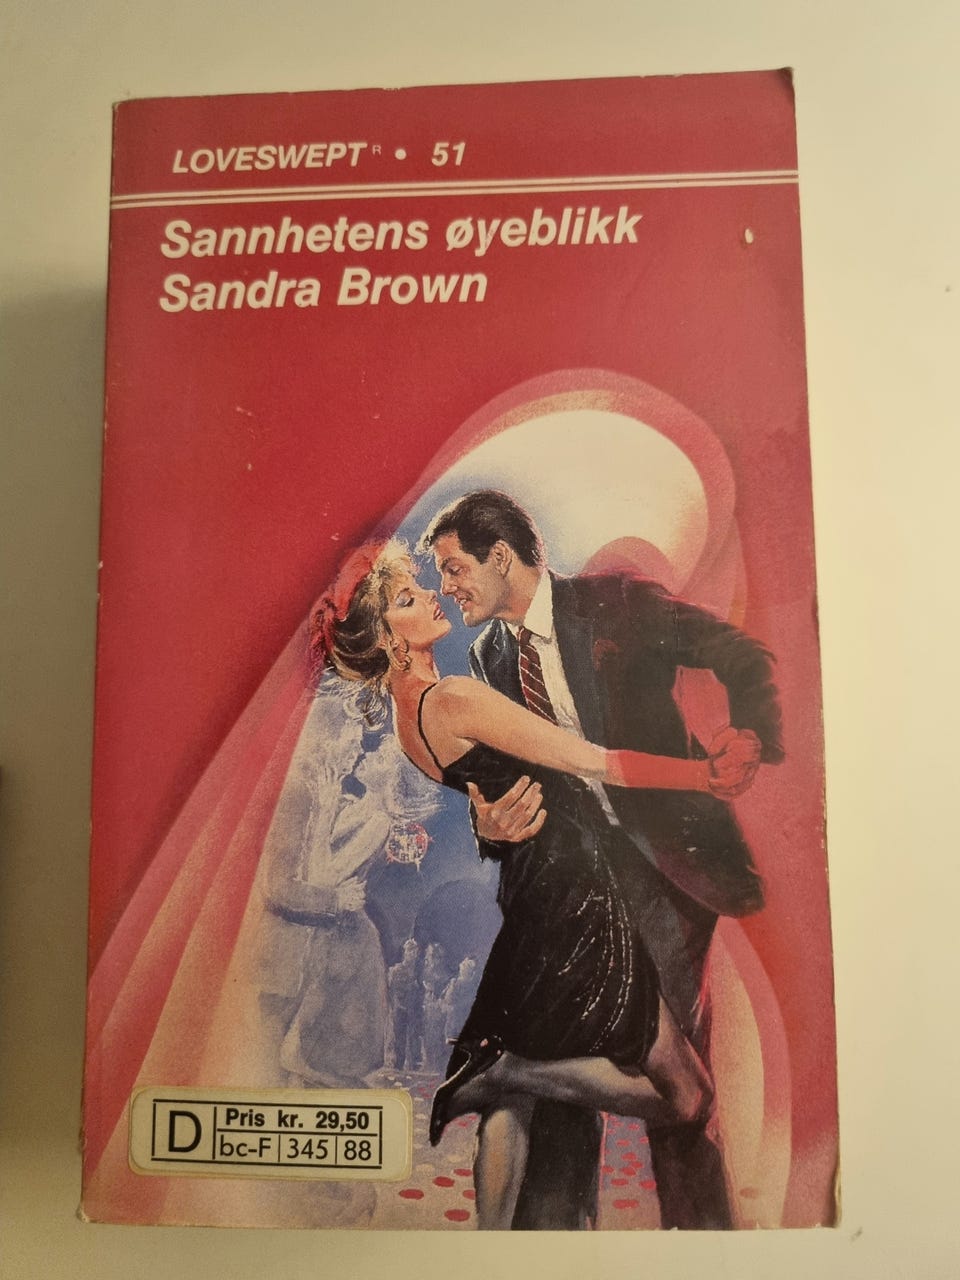 LOVESWEPT R • 51
Sannhetens øyeblikk
Sandra Brown
D
Pris kr. 29,50
bc-F 345 88